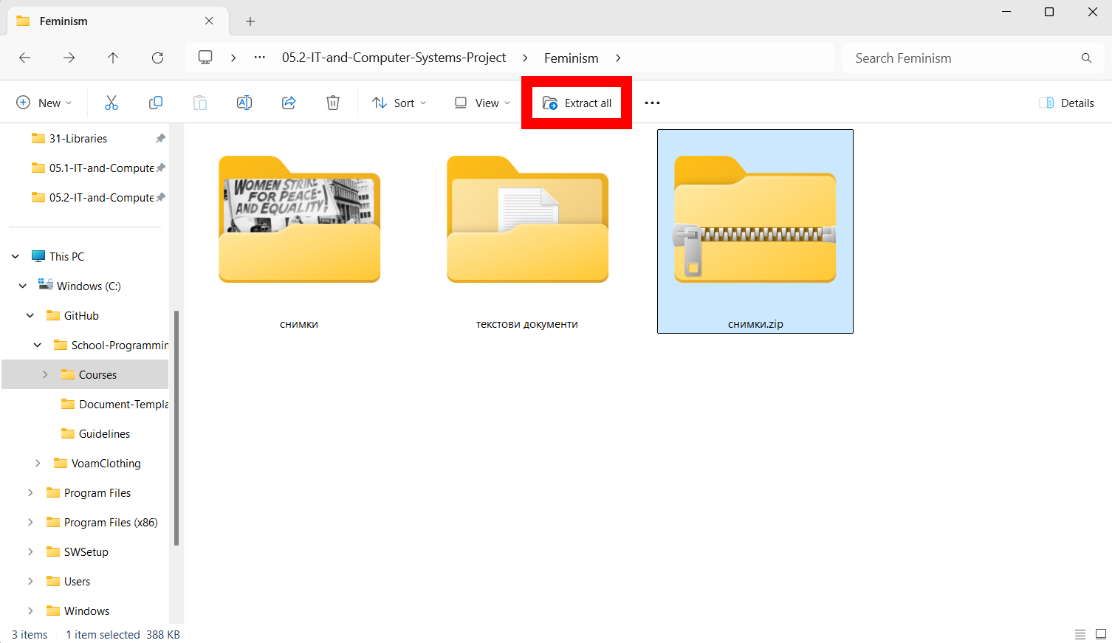 Feminism
05.2-IT-and-Computer-Systems-Project
Feminism
Search Feminism
New
Sort
View
Extract all
Details
31-Libraries
05.1-IT-and-Compute
05.2-IT-and-Compute
This PC
Windows (C:)
GitHub
School-Programmin
Courses
Document-Templa
Guidelines
VoamClothing
Program Files
Program Files (x86)
SWSetup
Users
Windows
WOMEN STRIKE
FOR PEACE-
AND EQUALITY!
снимки
текстови документи
снимки.zip
3 items
1 item selected 388 KB